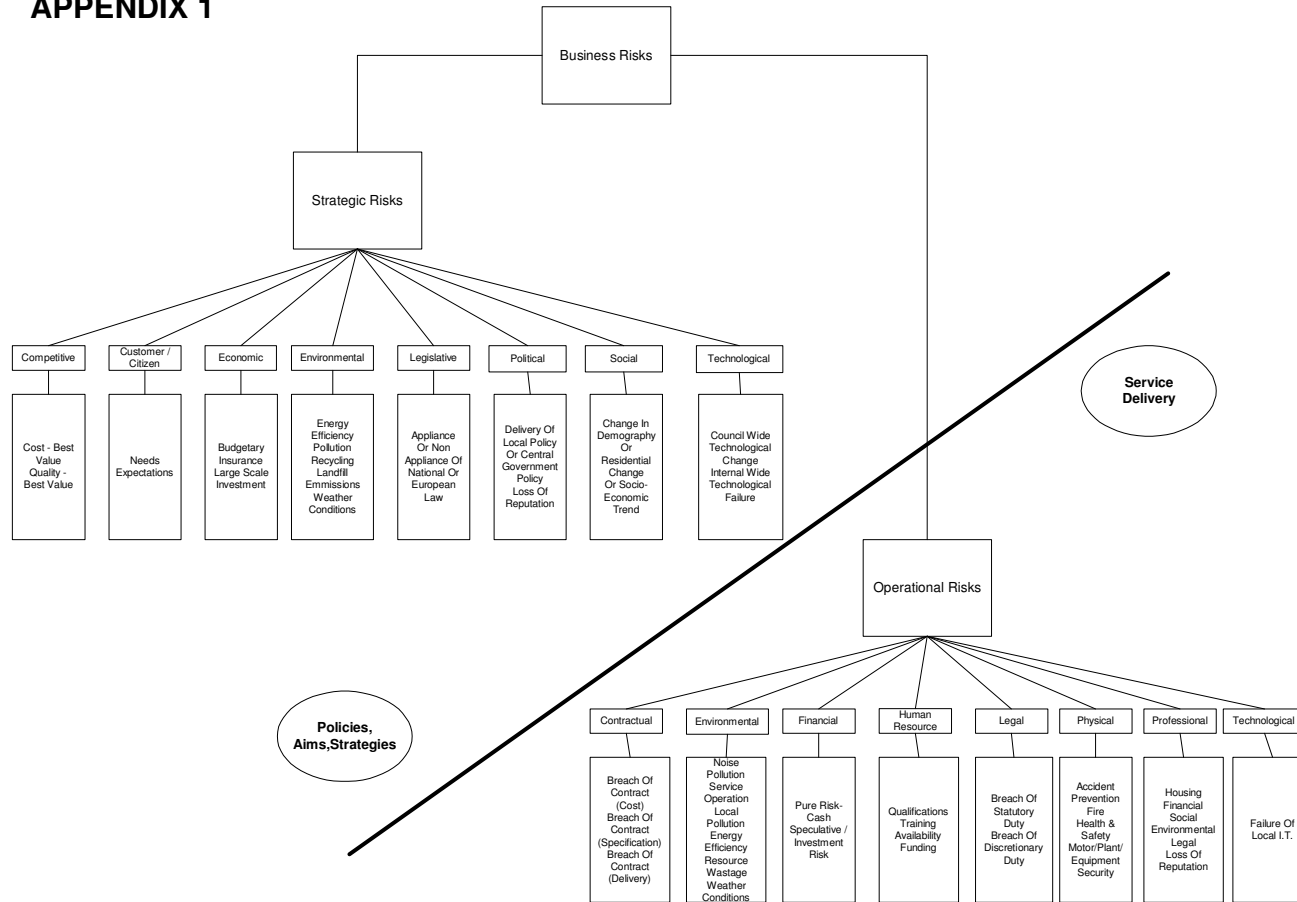 APPENDIX 1
Business Risks
Strategic Risks
Competitive
Customer /
Citizen
Economic
Environmental
Legislative
Political
Social
Technological
Cost - Best
Value
Quality -
Best Value
Needs
Expectations
Budgetary
Insurance
Large Scale
Investment
Energy
Efficiency
Pollution
Recycling
Landfill
Emmissions
Weather
Conditions
Appliance
Or Non
Appliance Of
National Or
European
Law
Delivery Of
Local Policy
Or Central
Government
Policy
Loss Of
Reputation
Change In
Demography
Or
Residential
Change
Or Socio-
Economic
Trend
Council Wide
Technological
Change
Internal Wide
Technological
Failure
Service
Delivery
Operational Risks
Policies,
Aims,Strategies
Contractual
Environmental
Financial
Human
Resource
Legal
Physical
Professional
Technological
Breach Of
Contract
(Cost)
Breach Of
Contract
(Specification)
Breach Of
Contract
(Delivery)
Noise
Pollution
Service
Operation
Local
Pollution
Energy
Efficiency
Resource
Wastage
Weather
Conditions
Pure Risk-
Cash
Speculative /
Investment
Risk
Qualifications
Training
Availability
Funding
Breach Of
Statutory
Duty
Breach Of
Discretionary
Duty
Accident
Prevention
Fire
Health &
Safety
Motor/Plant/
Equipment
Security
Housing
Financial
Social
Environmental
Legal
Loss Of
Reputation
Failure Of
Local I.T.